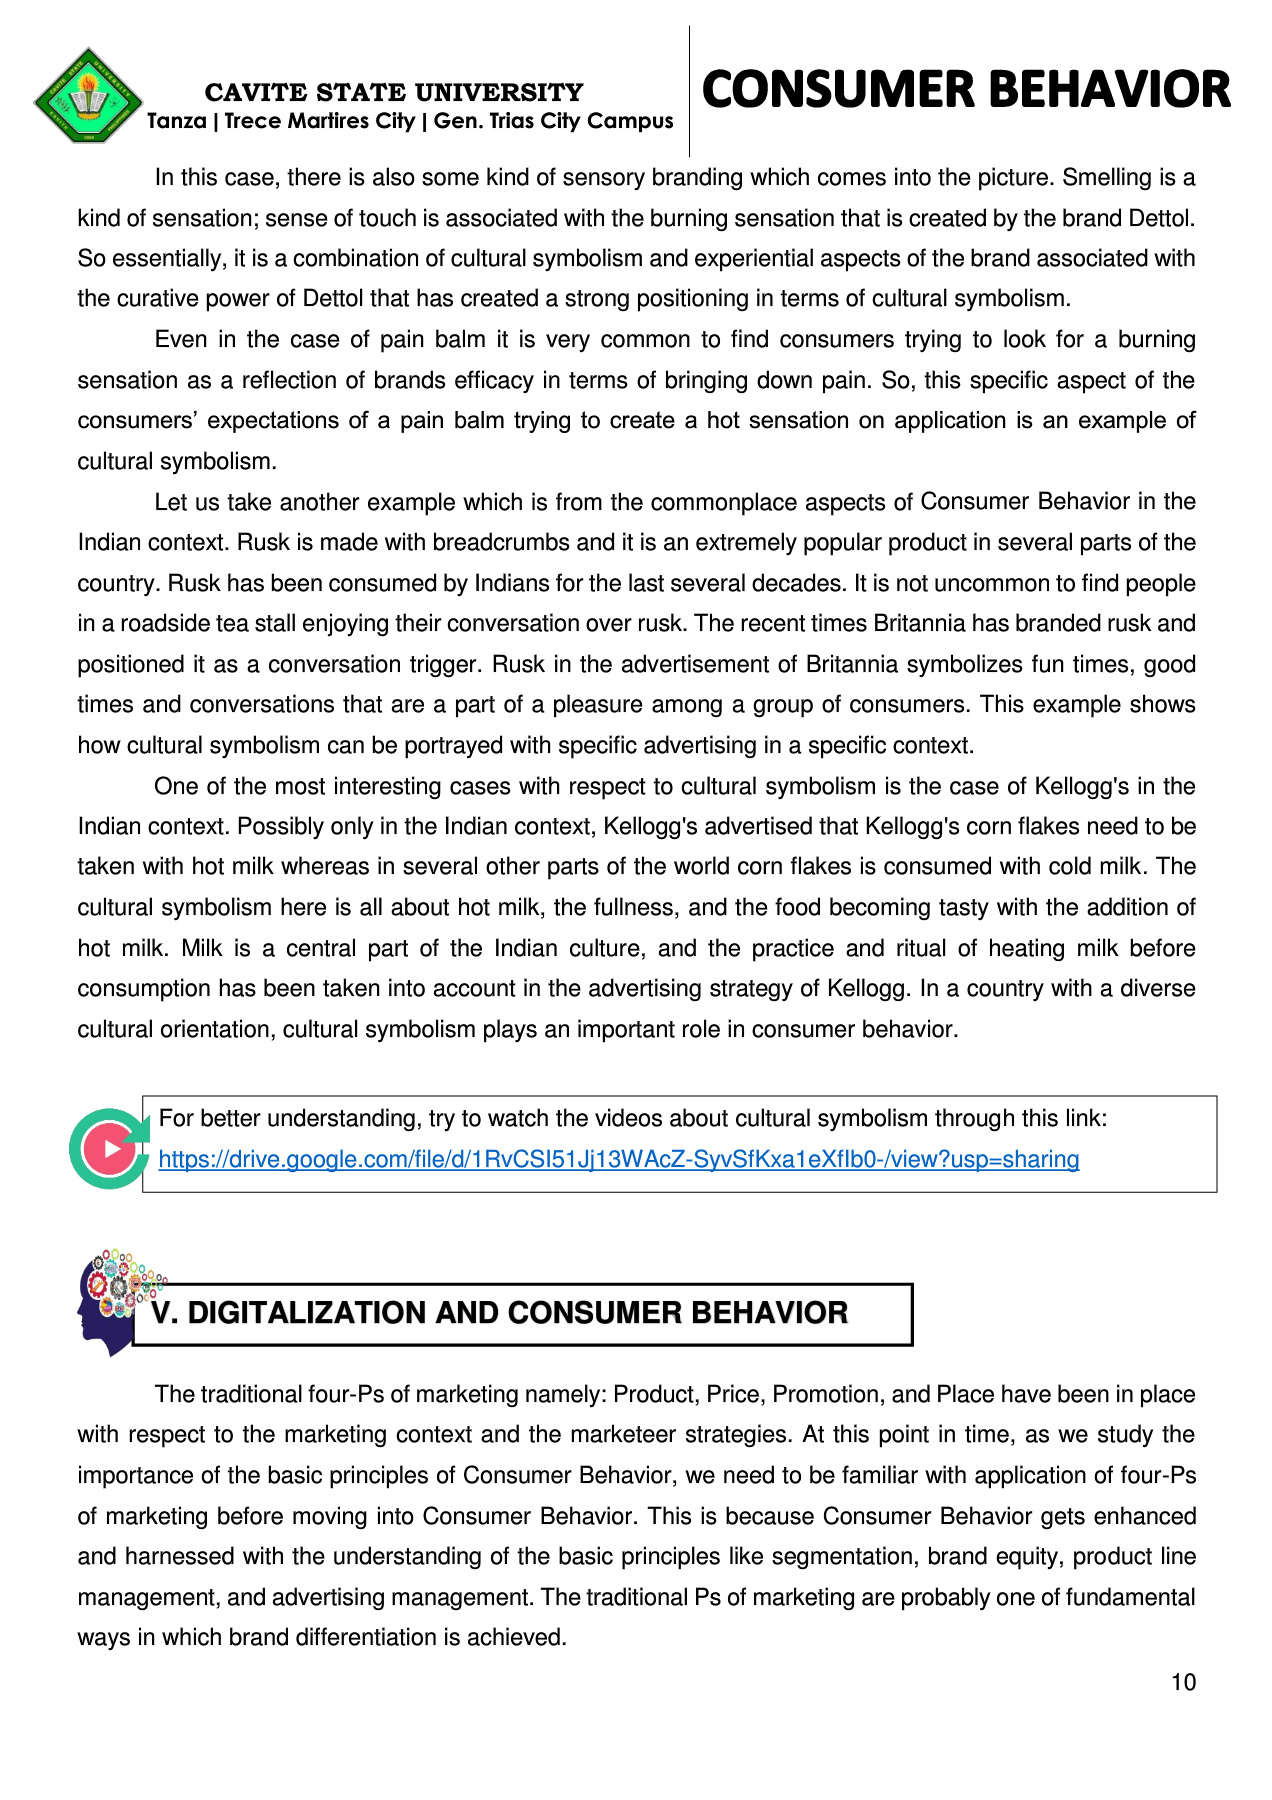 CAVITE STATE UNIVERSITY
Tanza | Trece Martires City | Gen. Trias City Campus
CONSUMER BEHAVIOR
In this case, there is also some kind of sensory branding which comes into the picture. Smelling is a
kind of sensation; sense of touch is associated with the burning sensation that is created by the brand Dettol.
So essentially, it is a combination of cultural symbolism and experiential aspects of the brand associated with
the curative power of Dettol that has created a strong positioning in terms of cultural symbolism.
Even in the case of pain balm it is very common to find consumers trying to look for a burning
sensation as a reflection of brands efficacy in terms of bringing down pain. So, this specific aspect of the
consumers’ expectations of a pain balm trying to create a hot sensation on application is an example of
cultural symbolism.
Let us take another example which is from the commonplace aspects of Consumer Behavior in the
Indian context. Rusk is made with breadcrumbs and it is an extremely popular product in several parts of the
country. Rusk has been consumed by Indians for the last several decades. It is not uncommon to find people
in a roadside tea stall enjoying their conversation over rusk. The recent times Britannia has branded rusk and
positioned it as a conversation trigger. Rusk in the advertisement of Britannia symbolizes fun times, good
times and conversations that are a part of a pleasure among a group of consumers. This example shows
how cultural symbolism can be portrayed with specific advertising in a specific context.
One of the most interesting cases with respect to cultural symbolism is the case of Kellogg's in the
Indian context. Possibly only in the Indian context, Kellogg's advertised that Kellogg's corn flakes need to be
taken with hot milk whereas in several other parts of the world corn flakes is consumed with cold milk. The
cultural symbolism here is all about hot milk, the fullness, and the food becoming tasty with the addition of
hot milk. Milk is a central part of the Indian culture, and the practice and ritual of heating milk before
consumption has been taken into account in the advertising strategy of Kellogg. In a country with a diverse
cultural orientation, cultural symbolism plays an important role in consumer behavior.
For better understanding, try to watch the videos about cultural symbolism through this link:
https://drive.google.com/file/d/1RvCSI51Jj13WAcZ-SyvSfKxa1eXfIb0-/view?usp=sharing
V. DIGITALIZATION AND CONSUMER BEHAVIOR
The traditional four-Ps of marketing namely: Product, Price, Promotion, and Place have been in place
with respect to the marketing context and the marketeer strategies. At this point in time, as we study the
importance of the basic principles of Consumer Behavior, we need to be familiar with application of four-Ps
of marketing before moving into Consumer Behavior. This is because Consumer Behavior gets enhanced
and harnessed with the understanding of the basic principles like segmentation, brand equity, product line
management, and advertising management. The traditional Ps of marketing are probably one of fundamental
ways in which brand differentiation is achieved.
10